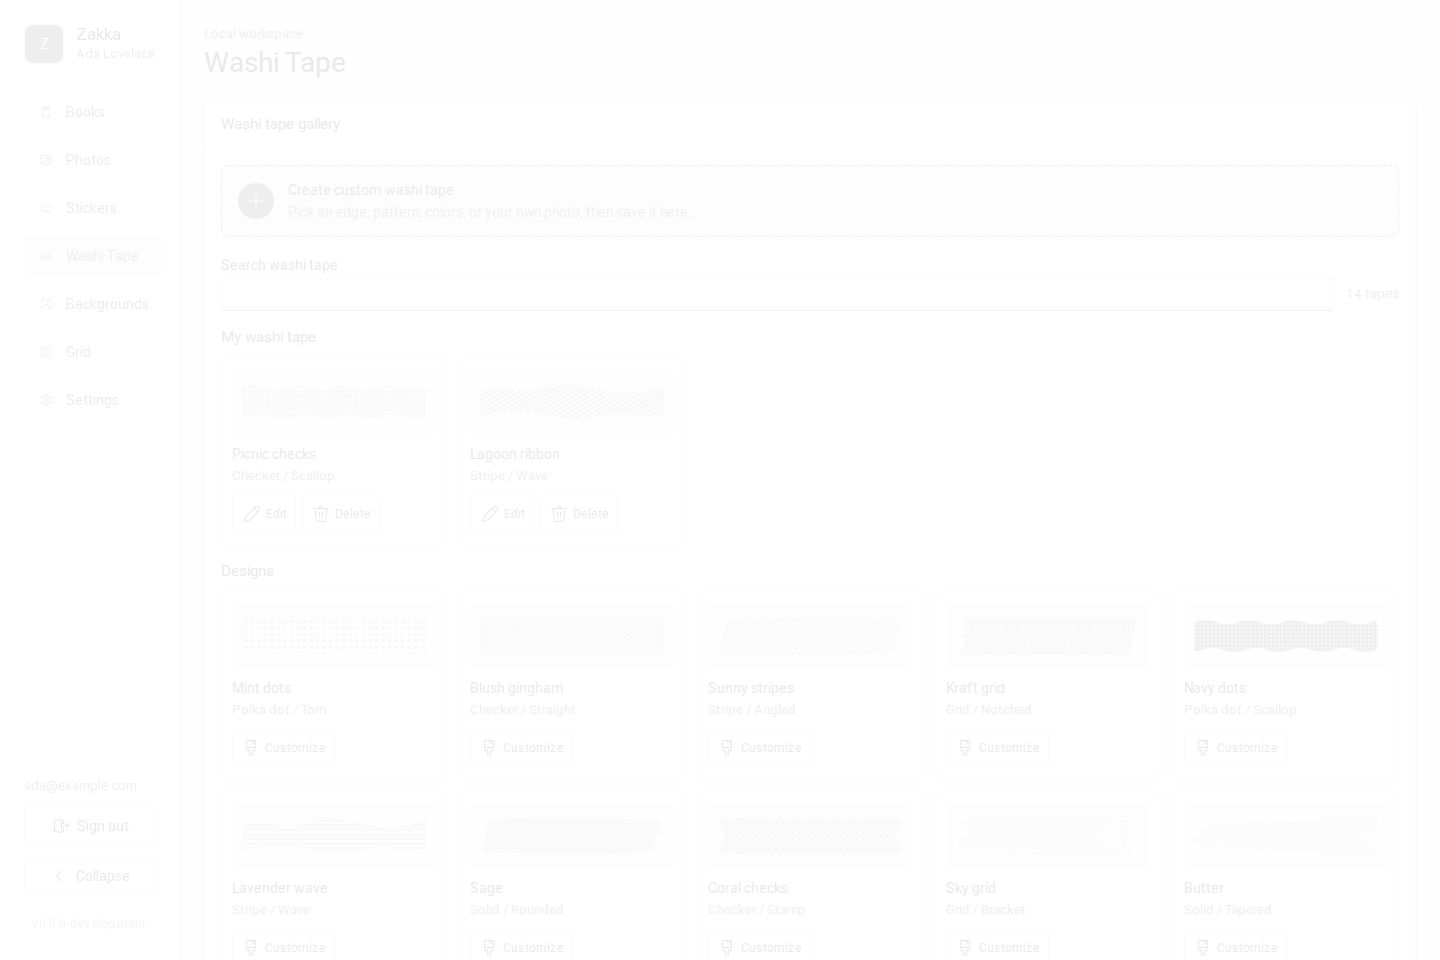 Z
Zakka
Ada Lovelace
Books
Photos
Stickers
Washi Tape
Backgrounds
Grid
Settings
ada@example.com
Sign out
Collapse
v0.0.0-development
Local workspace
Washi Tape
Washi tape gallery
Create custom washi tape
Pick an edge, pattern, colors, or your own photo, then save it here.
Search washi tape
14 tapes
My washi tape
Picnic checks
Checker / Scallop
Edit
Delete
Lagoon ribbon
Stripe / Wave
Edit
Delete
Designs
Mint dots
Polka dot / Torn
Customize
Blush gingham
Checker / Straight
Customize
Sunny stripes
Stripe / Angled
Customize
Kraft grid
Grid / Notched
Customize
Navy dots
Polka dot / Scallop
Customize
Lavender wave
Stripe / Wave
Customize
Sage
Solid / Rounded
Customize
Coral checks
Checker / Stamp
Customize
Sky grid
Grid / Bracket
Customize
Butter
Solid / Tapered
Customize